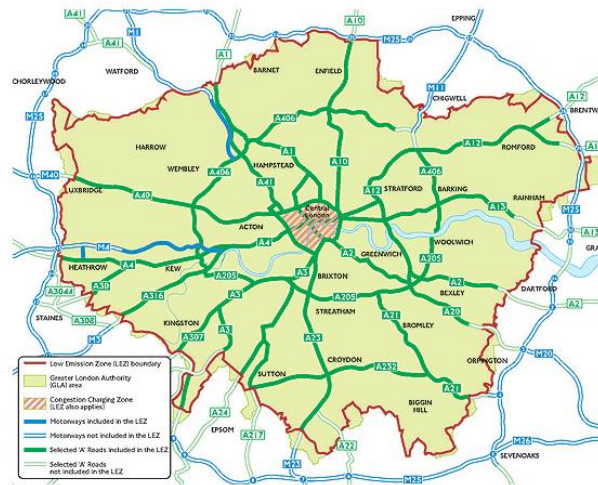 A41
A10
EPPING
M1
A41
A1
M25
WATFORD
BARNET
ENFIELD
CHORLEYWOOD
M11
CHIGWELL
A12
BRENTW
M25
A406
HARROW
A1
A12
ROMFORD
WEMBLEY
HAMPSTEAD
A10
A406
A406
M40
A41
STRATFORD
BARKING
UXBRIDGE
A12
RAINHAM
A40
Central
London
A13
M25
ACTON
M4
A4
A2
WOOLWICH
A13
GREENWICH
GRA
HEATHROW
A4
KEW
A205
BRIXTON
A205
A30
A3
A3
A2
DARTFORD
A3044
A316
A205
BEXLEY
A2
STAINES
STREATHAM
A21
A20
A308
KINGSTON
A3
BROMLEY
M3
A307
A23
M20
CROYDON
ORPINGTON
SUTTON
A232
A21
BIGGIN
HILL
A24
EPSOM
A217
A22
M26
SEVENOAKS
M23
M25
Low Emission Zone (LEZ) boundary
Greater London Authority
(GLA) area
Congestion Charging Zone
(LEZ also applies)
Motorways included in the LEZ
Motorways not included in the LEZ
Selected 'A' Roads included in the LEZ
Selected 'A' Roads
not included in the LEZ